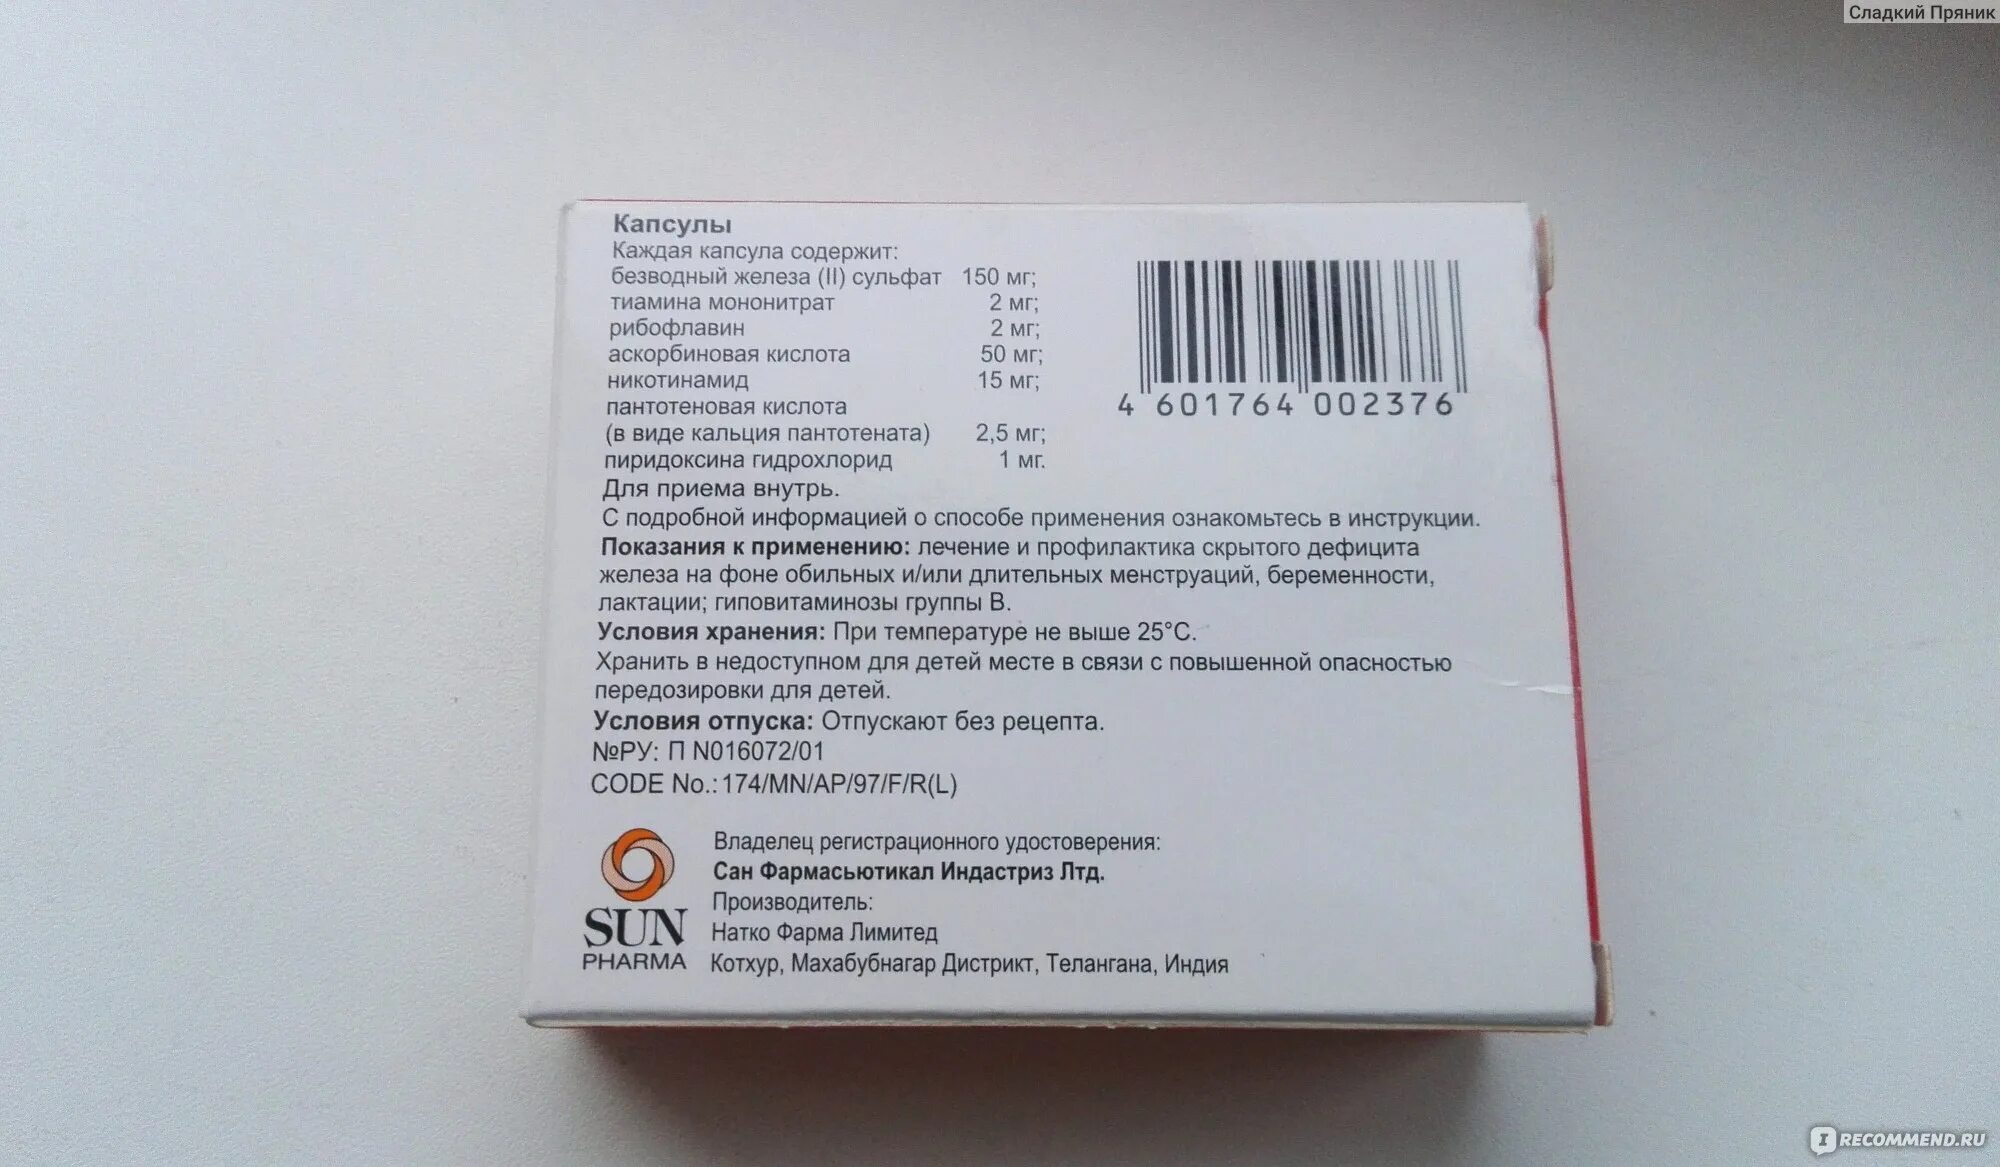 Сладкий Пряник
Капсулы
Каждая капсула содержит:
безводный железа (II) сульфат 150 мг;
тиамина мононитрат 2 мг;
рибофлавин 2 мг;
аскорбиновая кислота 50 мг;
никотинамид 15 мг;
пантотеновая кислота
(в виде кальция пантотената) 2,5 мг;
пиридоксина гидрохлорид 1 мг.
Для приема внутрь.
С подробной информацией о способе применения ознакомьтесь в инструкции.
Показания к применению: лечение и профилактика скрытого дефицита
железа на фоне обильных и/или длительных менструаций, беременности,
лактации; гиповитаминозы группы В.
Условия хранения: При температуре не выше 25°С.
Хранить в недоступном для детей месте в связи с повышенной опасностью
передозировки для детей.
Условия отпуска: Отпускают без рецепта.
№РУ: П N016072/01
CODE No.: 174/MN/AP/97/F/R(L)
4 601764 002376
Владелец регистрационного удостоверения:
Сан Фармасьютикал Индастриз Лтд.
Производитель:
Натко Фарма Лимитед
Котхур, Махабубнагар Дистрикт, Телангана, Индия
SUN
PHARMA
IRECOMMEND.RU